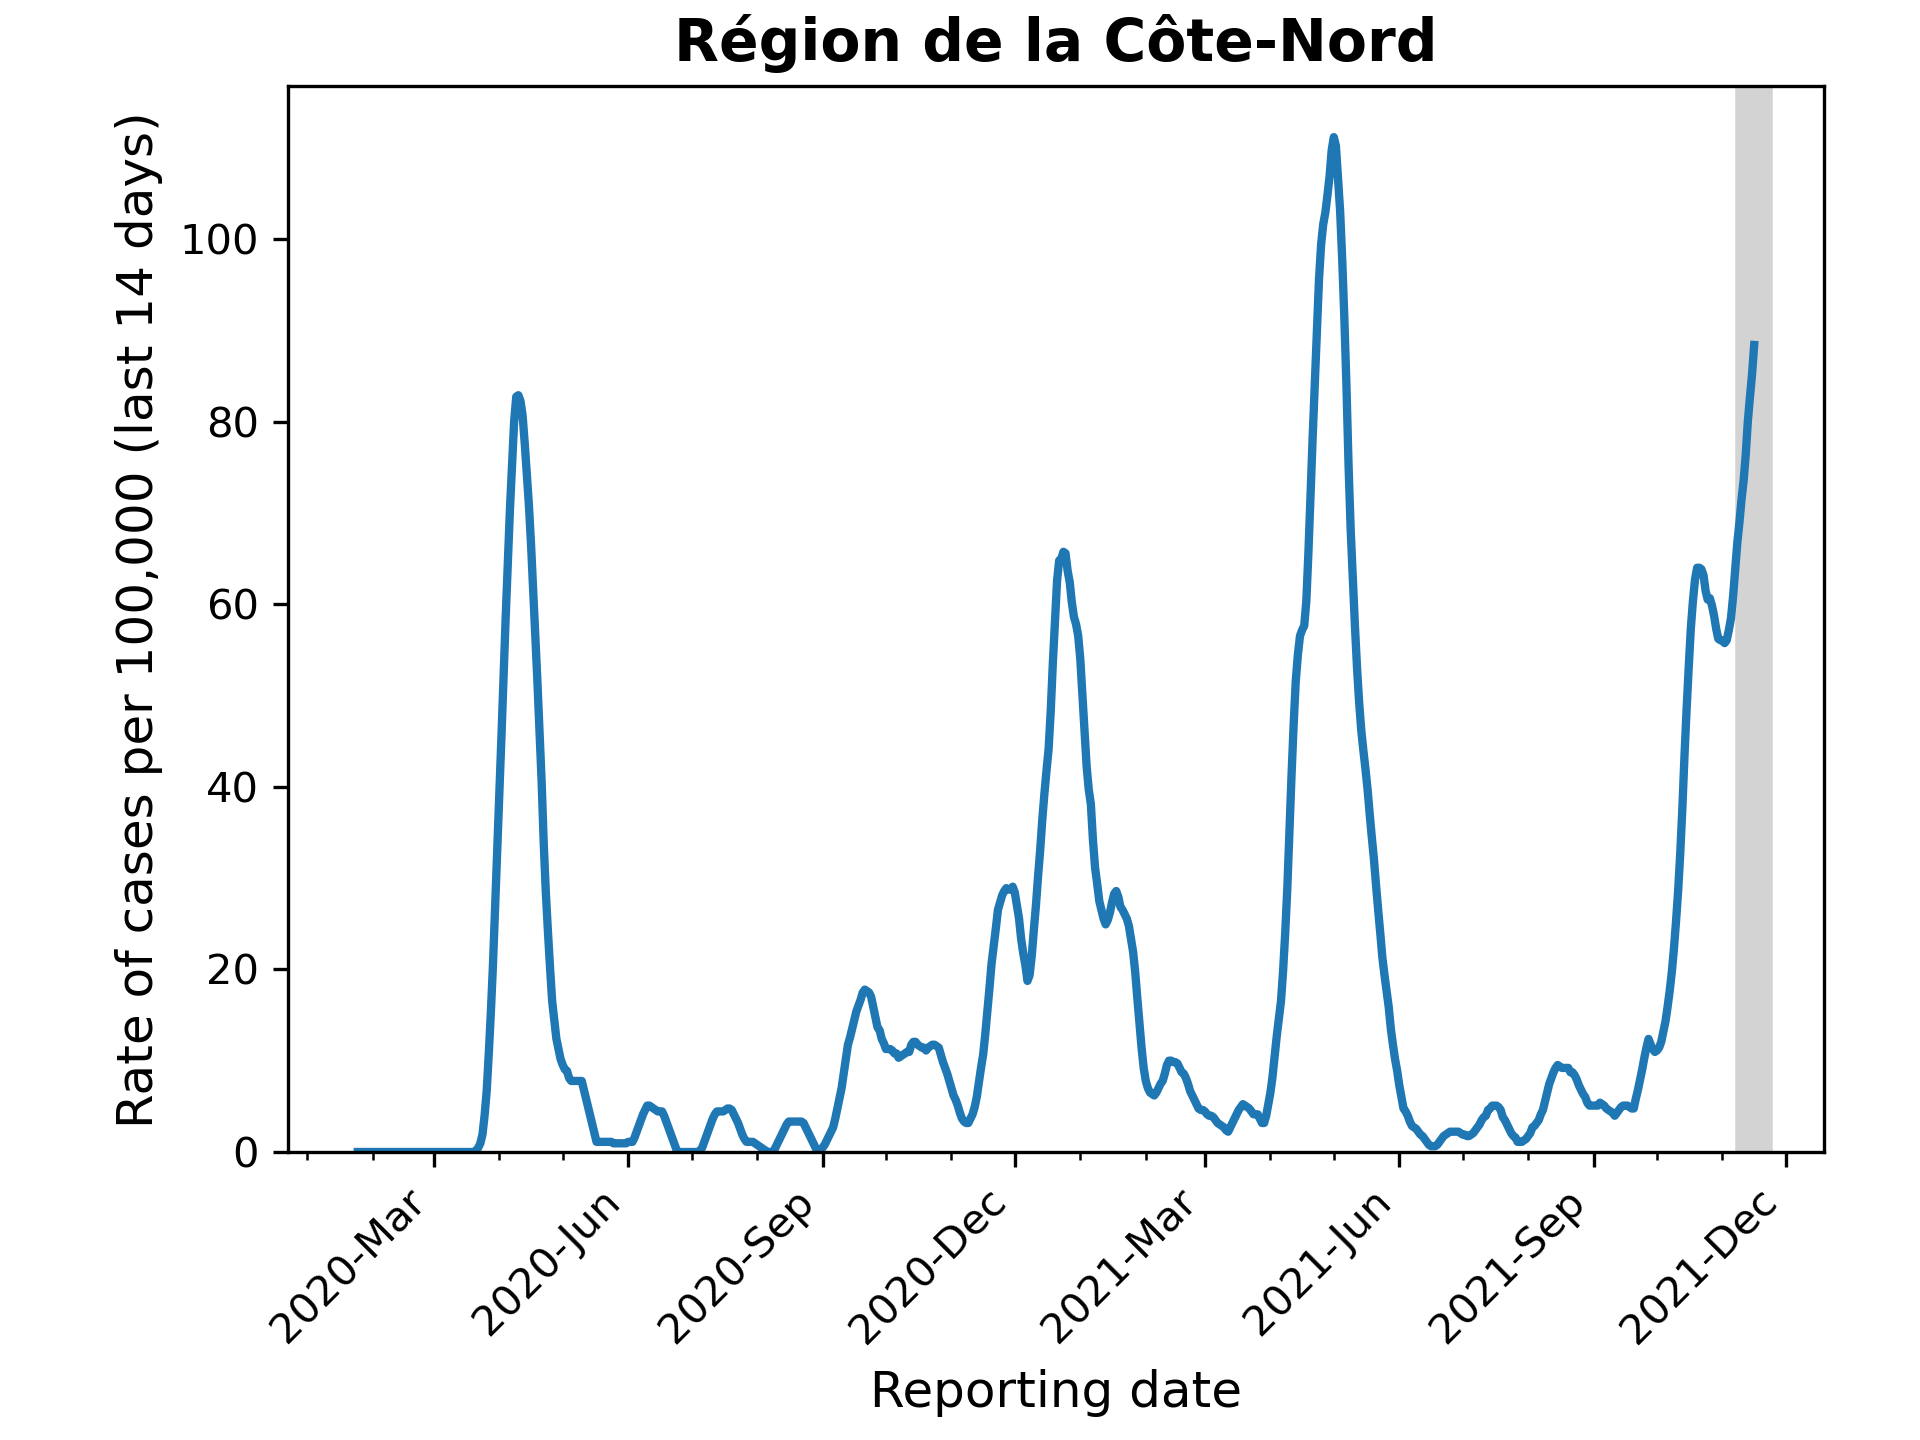 Région de la Côte-Nord
Rate of cases per 100,000 (last 14 days)
100
80
60
40
20
0
2020-Mar
2020-Jun
2020-Sep
2020-Dec
2021-Mar
2021-Jun
2021-Sep
2021-Dec
Reporting date